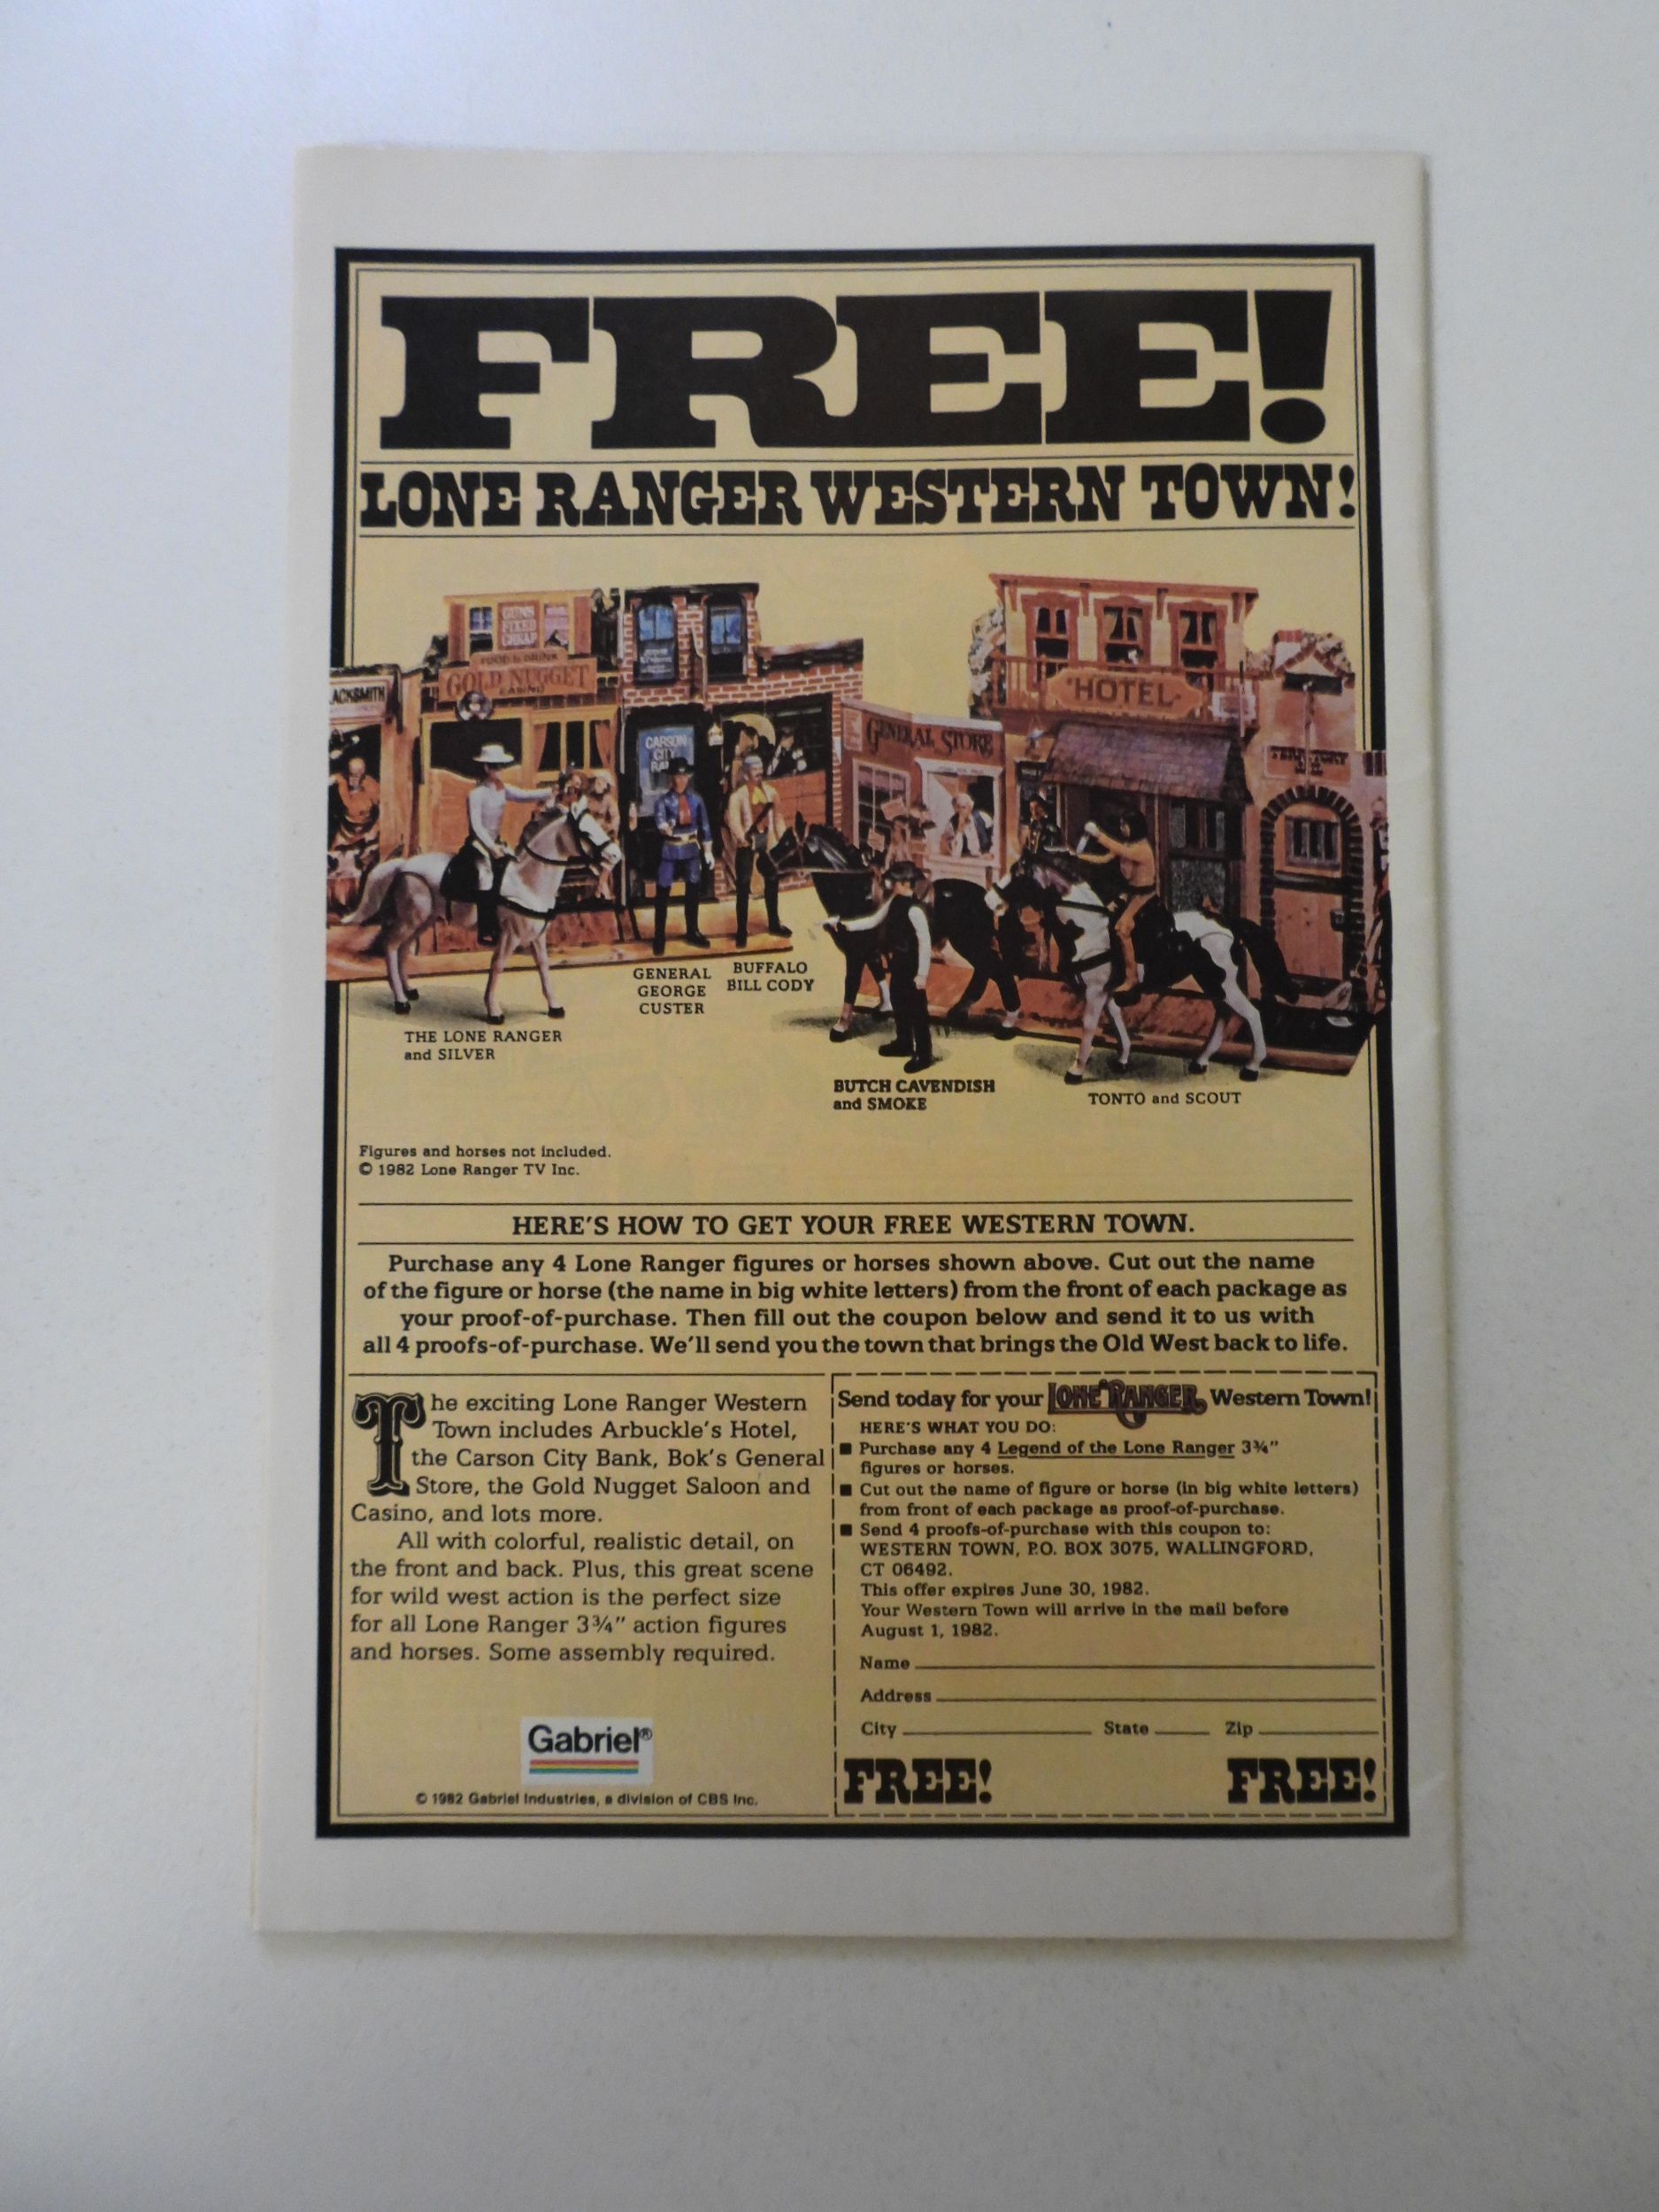 FREE!
LONE RANGER WESTERN TOWN!
GUNS
FIXED
CHEAP
FOOD & DRINK
GOLD NUGGET
CASINO
ACKSMITH
CARSON
CITY
GENERAL STORE
HOTEL
GENERAL
GEORGE
CUSTER
BUFFALO
BILL CODY
THE LONE RANGER
and SILVER
BUTCH CAVENDISH
and SMOKE
TONTO and SCOUT
Figures and horses not included.
© 1982 Lone Ranger TV Inc.
HERE'S HOW TO GET YOUR FREE WESTERN TOWN.
Purchase any 4 Lone Ranger figures or horses shown above. Cut out the name
of the figure or horse (the name in big white letters) from the front of each package as
your proof-of-purchase. Then fill out the coupon below and send it to us with
all 4 proofs-of-purchase. We'll send you the town that brings the Old West back to life.
The exciting Lone Ranger Western
Town includes Arbuckle's Hotel,
the Carson City Bank, Bok's General
Store, the Gold Nugget Saloon and
Casino, and lots more.
All with colorful, realistic detail, on
the front and back. Plus, this great scene
for wild west action is the perfect size
for all Lone Ranger 3¾" action figures
and horses. Some assembly required.
Gabriel®
© 1982 Gabriel Industries, a division of CBS Inc.
Send today for your LONE RANGER Western Town!
HERE'S WHAT YOU DO:
■ Purchase any 4 Legend of the Lone Ranger 3¾"
figures or horses.
■ Cut out the name of figure or horse (in big white letters)
from front of each package as proof-of-purchase.
■ Send 4 proofs-of-purchase with this coupon to:
WESTERN TOWN, P.O. BOX 3075, WALLINGFORD,
CT 06492.
This offer expires June 30, 1982.
Your Western Town will arrive in the mail before
August 1, 1982.
Name
Address
City State Zip
FREE! FREE!